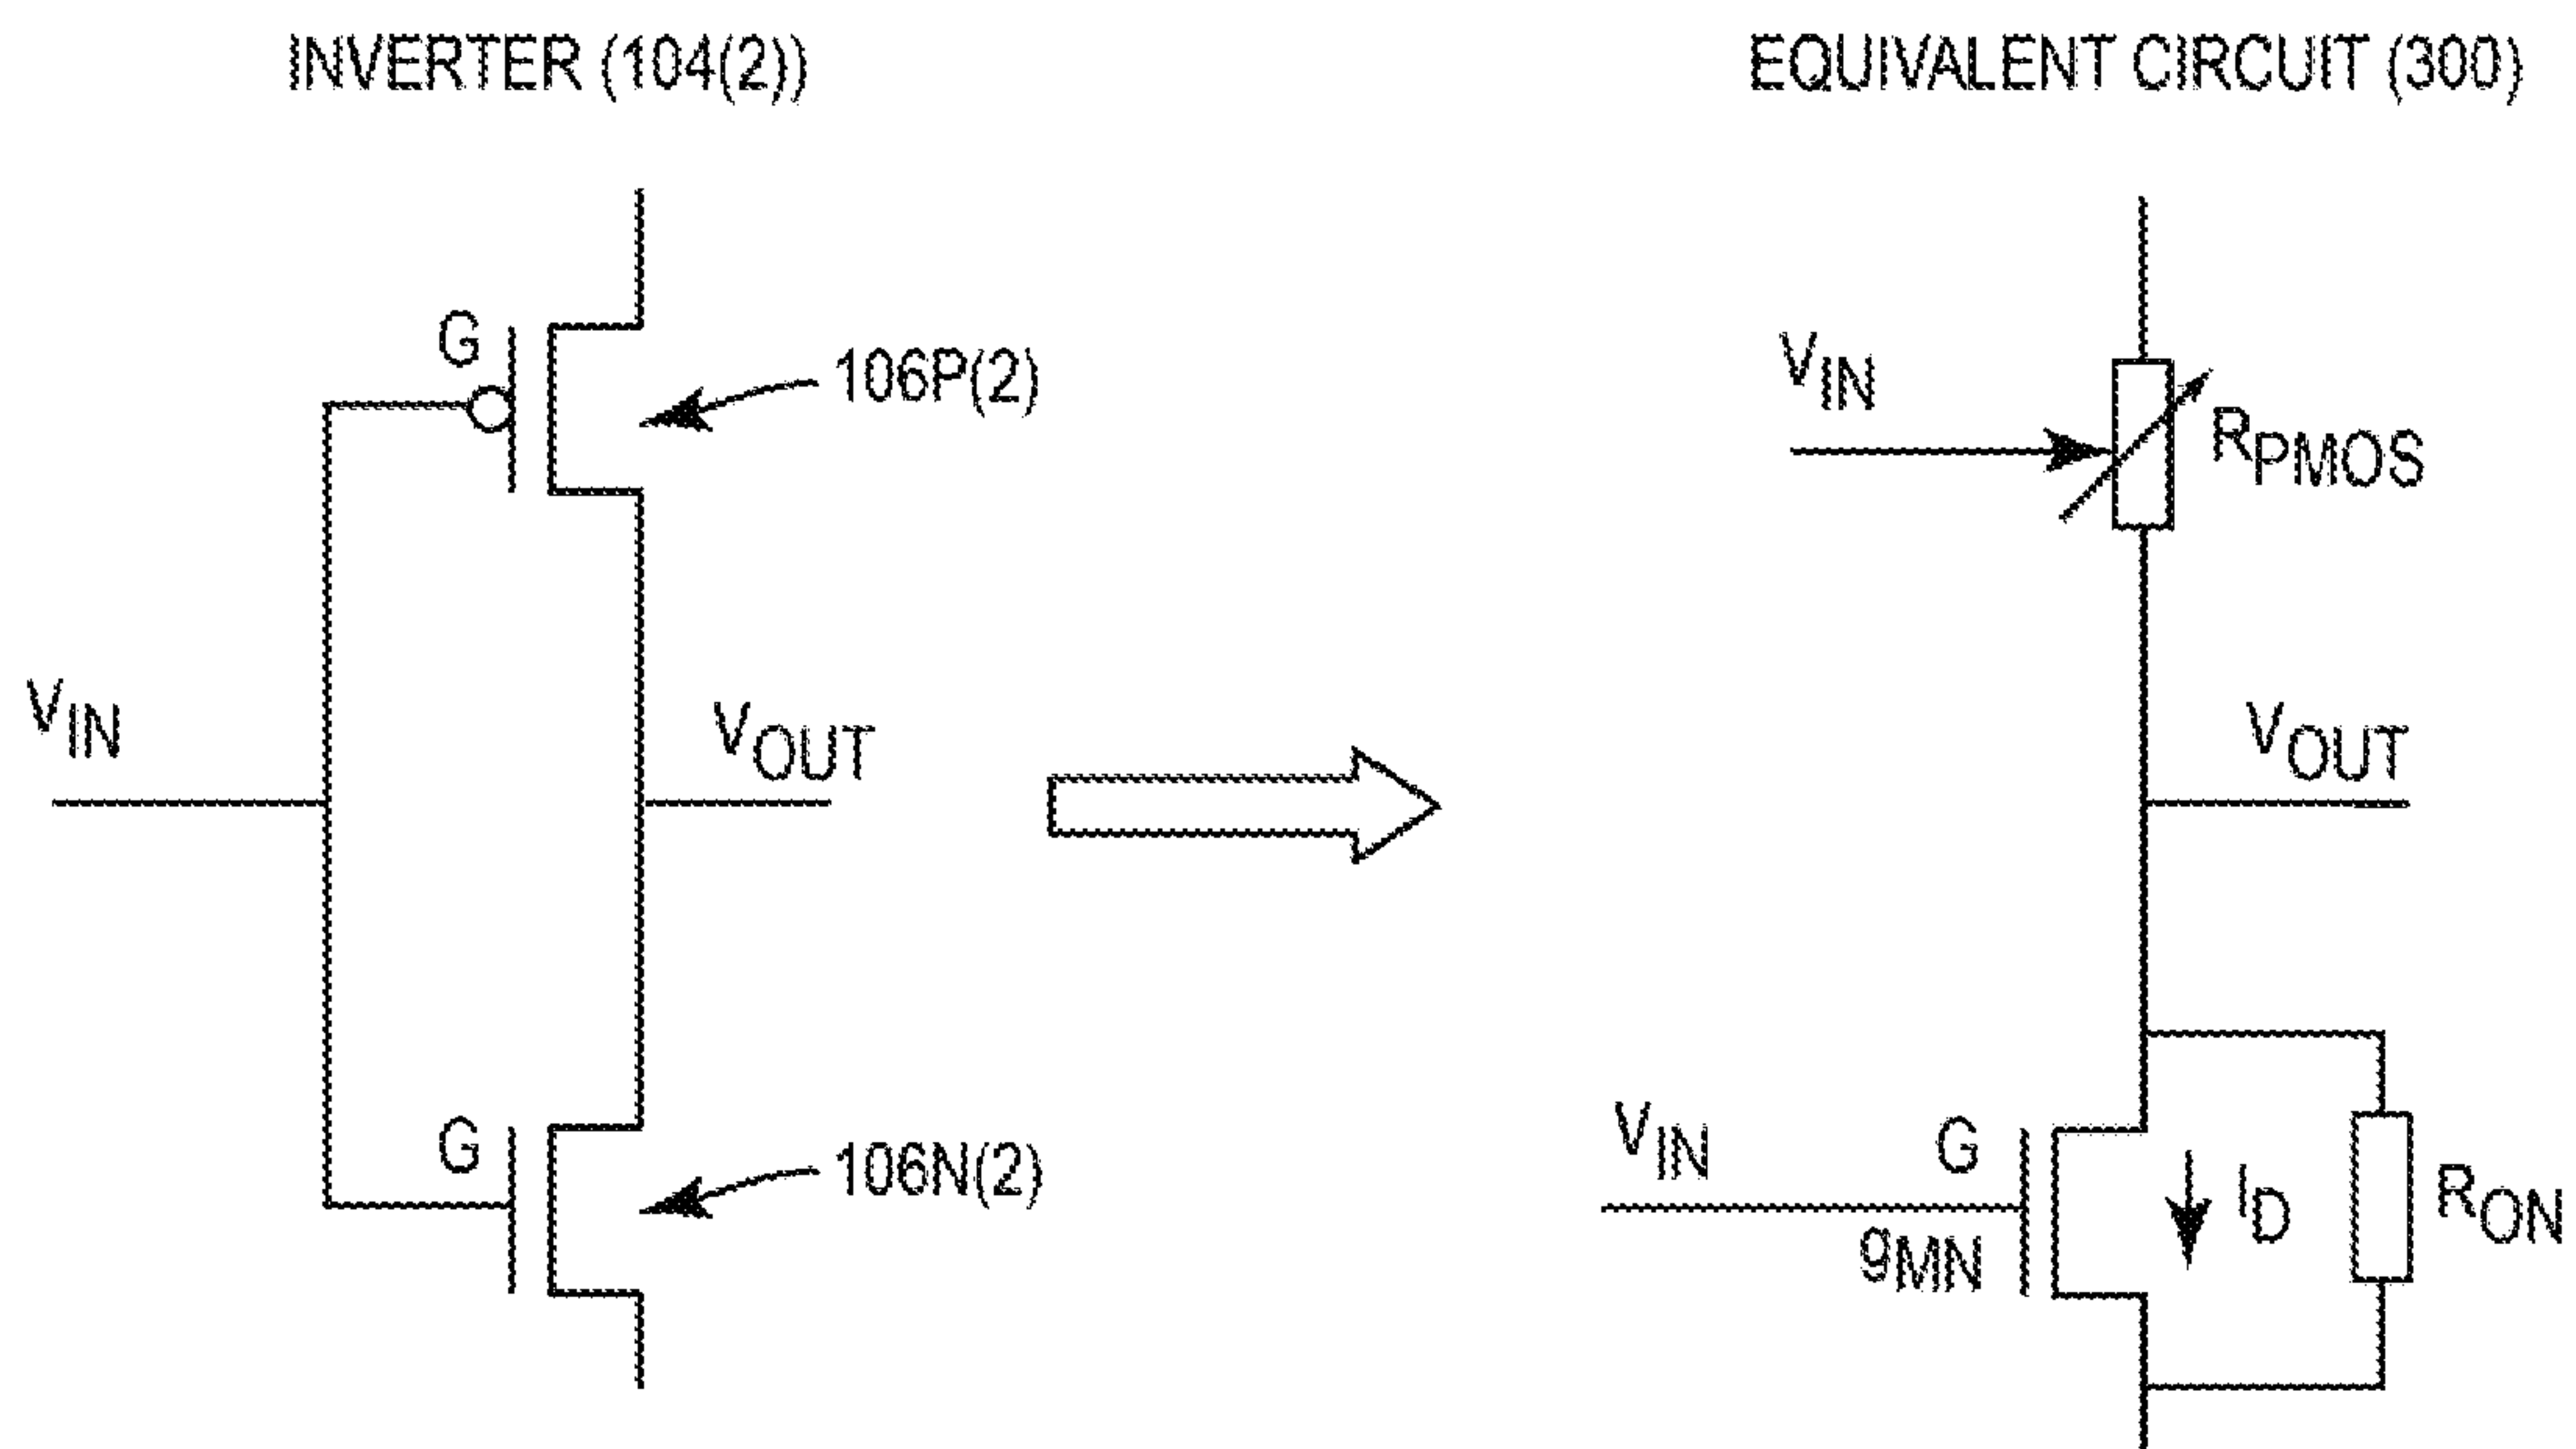 INVERTER (104(2))
EQUIVALENT CIRCUIT (300)
G
106P(2)
VIN
VOUT
G
106N(2)
VIN
RPMOS
VOUT
VIN
G
gMN
ID
RON